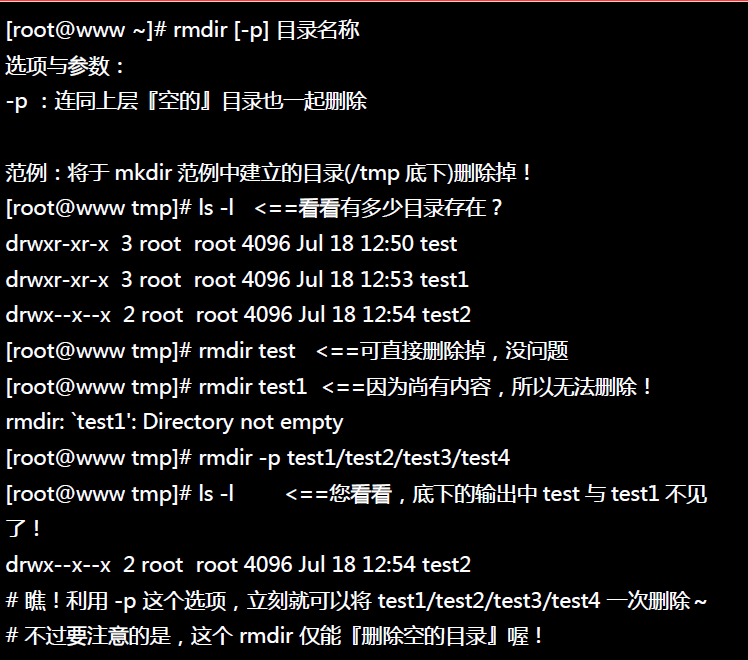 [root@www ~]# rmdir [-p] 目录名称
选项与参数：
-p ：连同上层『空的』目录也一起删除
范例：将于 mkdir 范例中建立的目录(/tmp 底下)删除掉！
[root@www tmp]# ls -l   <==看看有多少目录存在？
drwxr-xr-x  3 root  root 4096 Jul 18 12:50 test
drwxr-xr-x  3 root  root 4096 Jul 18 12:53 test1
drwx--x--x  2 root  root 4096 Jul 18 12:54 test2
[root@www tmp]# rmdir test   <==可直接删除掉，没问题
[root@www tmp]# rmdir test1  <==因为尚有内容，所以无法删除！
rmdir: `test1': Directory not empty
[root@www tmp]# rmdir -p test1/test2/test3/test4
[root@www tmp]# ls -l        <==您看看，底下的输出中 test 与 test1 不见
了！
drwx--x--x  2 root  root 4096 Jul 18 12:54 test2
# 瞧！利用 -p 这个选项，立刻就可以将 test1/test2/test3/test4 一次删除～
# 不过要注意的是，这个 rmdir 仅能『删除空的目录』喔！